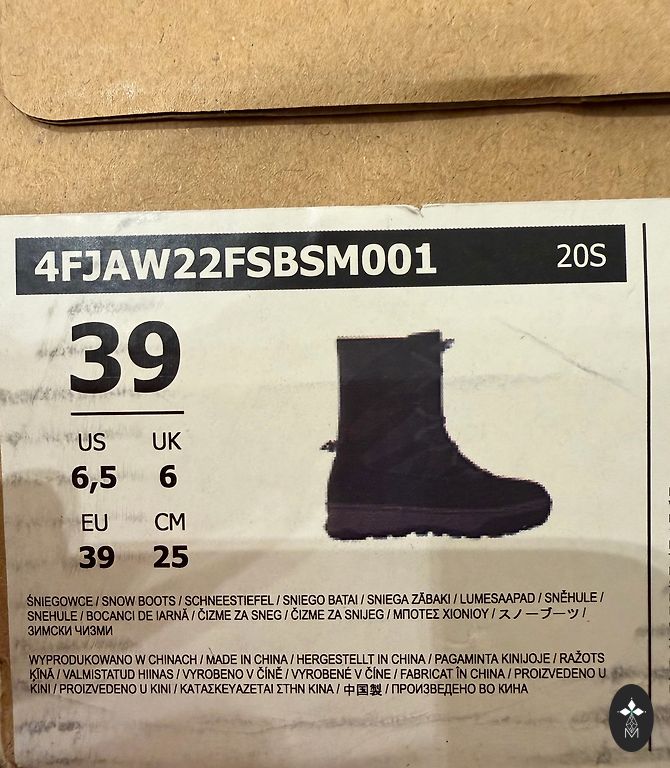 4FJAW22FSBSM001 20S
39
US UK
6,5 6
EU CM
39 25
ŚNIEGOWCE / SNOW BOOTS / SCHNEESTIEFEL / SNIEGO BATAI / SNIEGA ZĀBAKI / LUMESAAPAD / SNĚHULE /
SNEHULE / BOCANCI DE IARNĂ / ČIZME ZA SNEG / ČIZME ZA SNIJEG / ΜΠΟΤΕΣ ΧΙΟΝΙΟΥ / スノーブーツ /
ЗИМСКИ ЧИЗМИ
WYPRODUKOWANO W CHINACH / MADE IN CHINA / HERGESTELLT IN CHINA / PAGAMINTA KINIJOJE / RAŽOTS
ĶĪNĀ / VALMISTATUD HIINAS / VYROBENO V ČÍNĚ / VYROBENÉ V ČÍNE / FABRICAT ÎN CHINA / PROIZVEDENO U
KINI / PROIZVEDENO U KINI / ΚΑΤΑΣΚΕΥΑΖΕΤΑΙ ΣΤΗΝ ΚΙΝΑ / 中国製 / ПРОИЗВЕДЕНО ВО КИНА
M